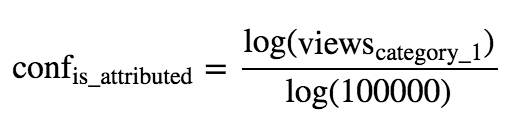 conf_is_attributed = log(views_category_1) / log(100000)